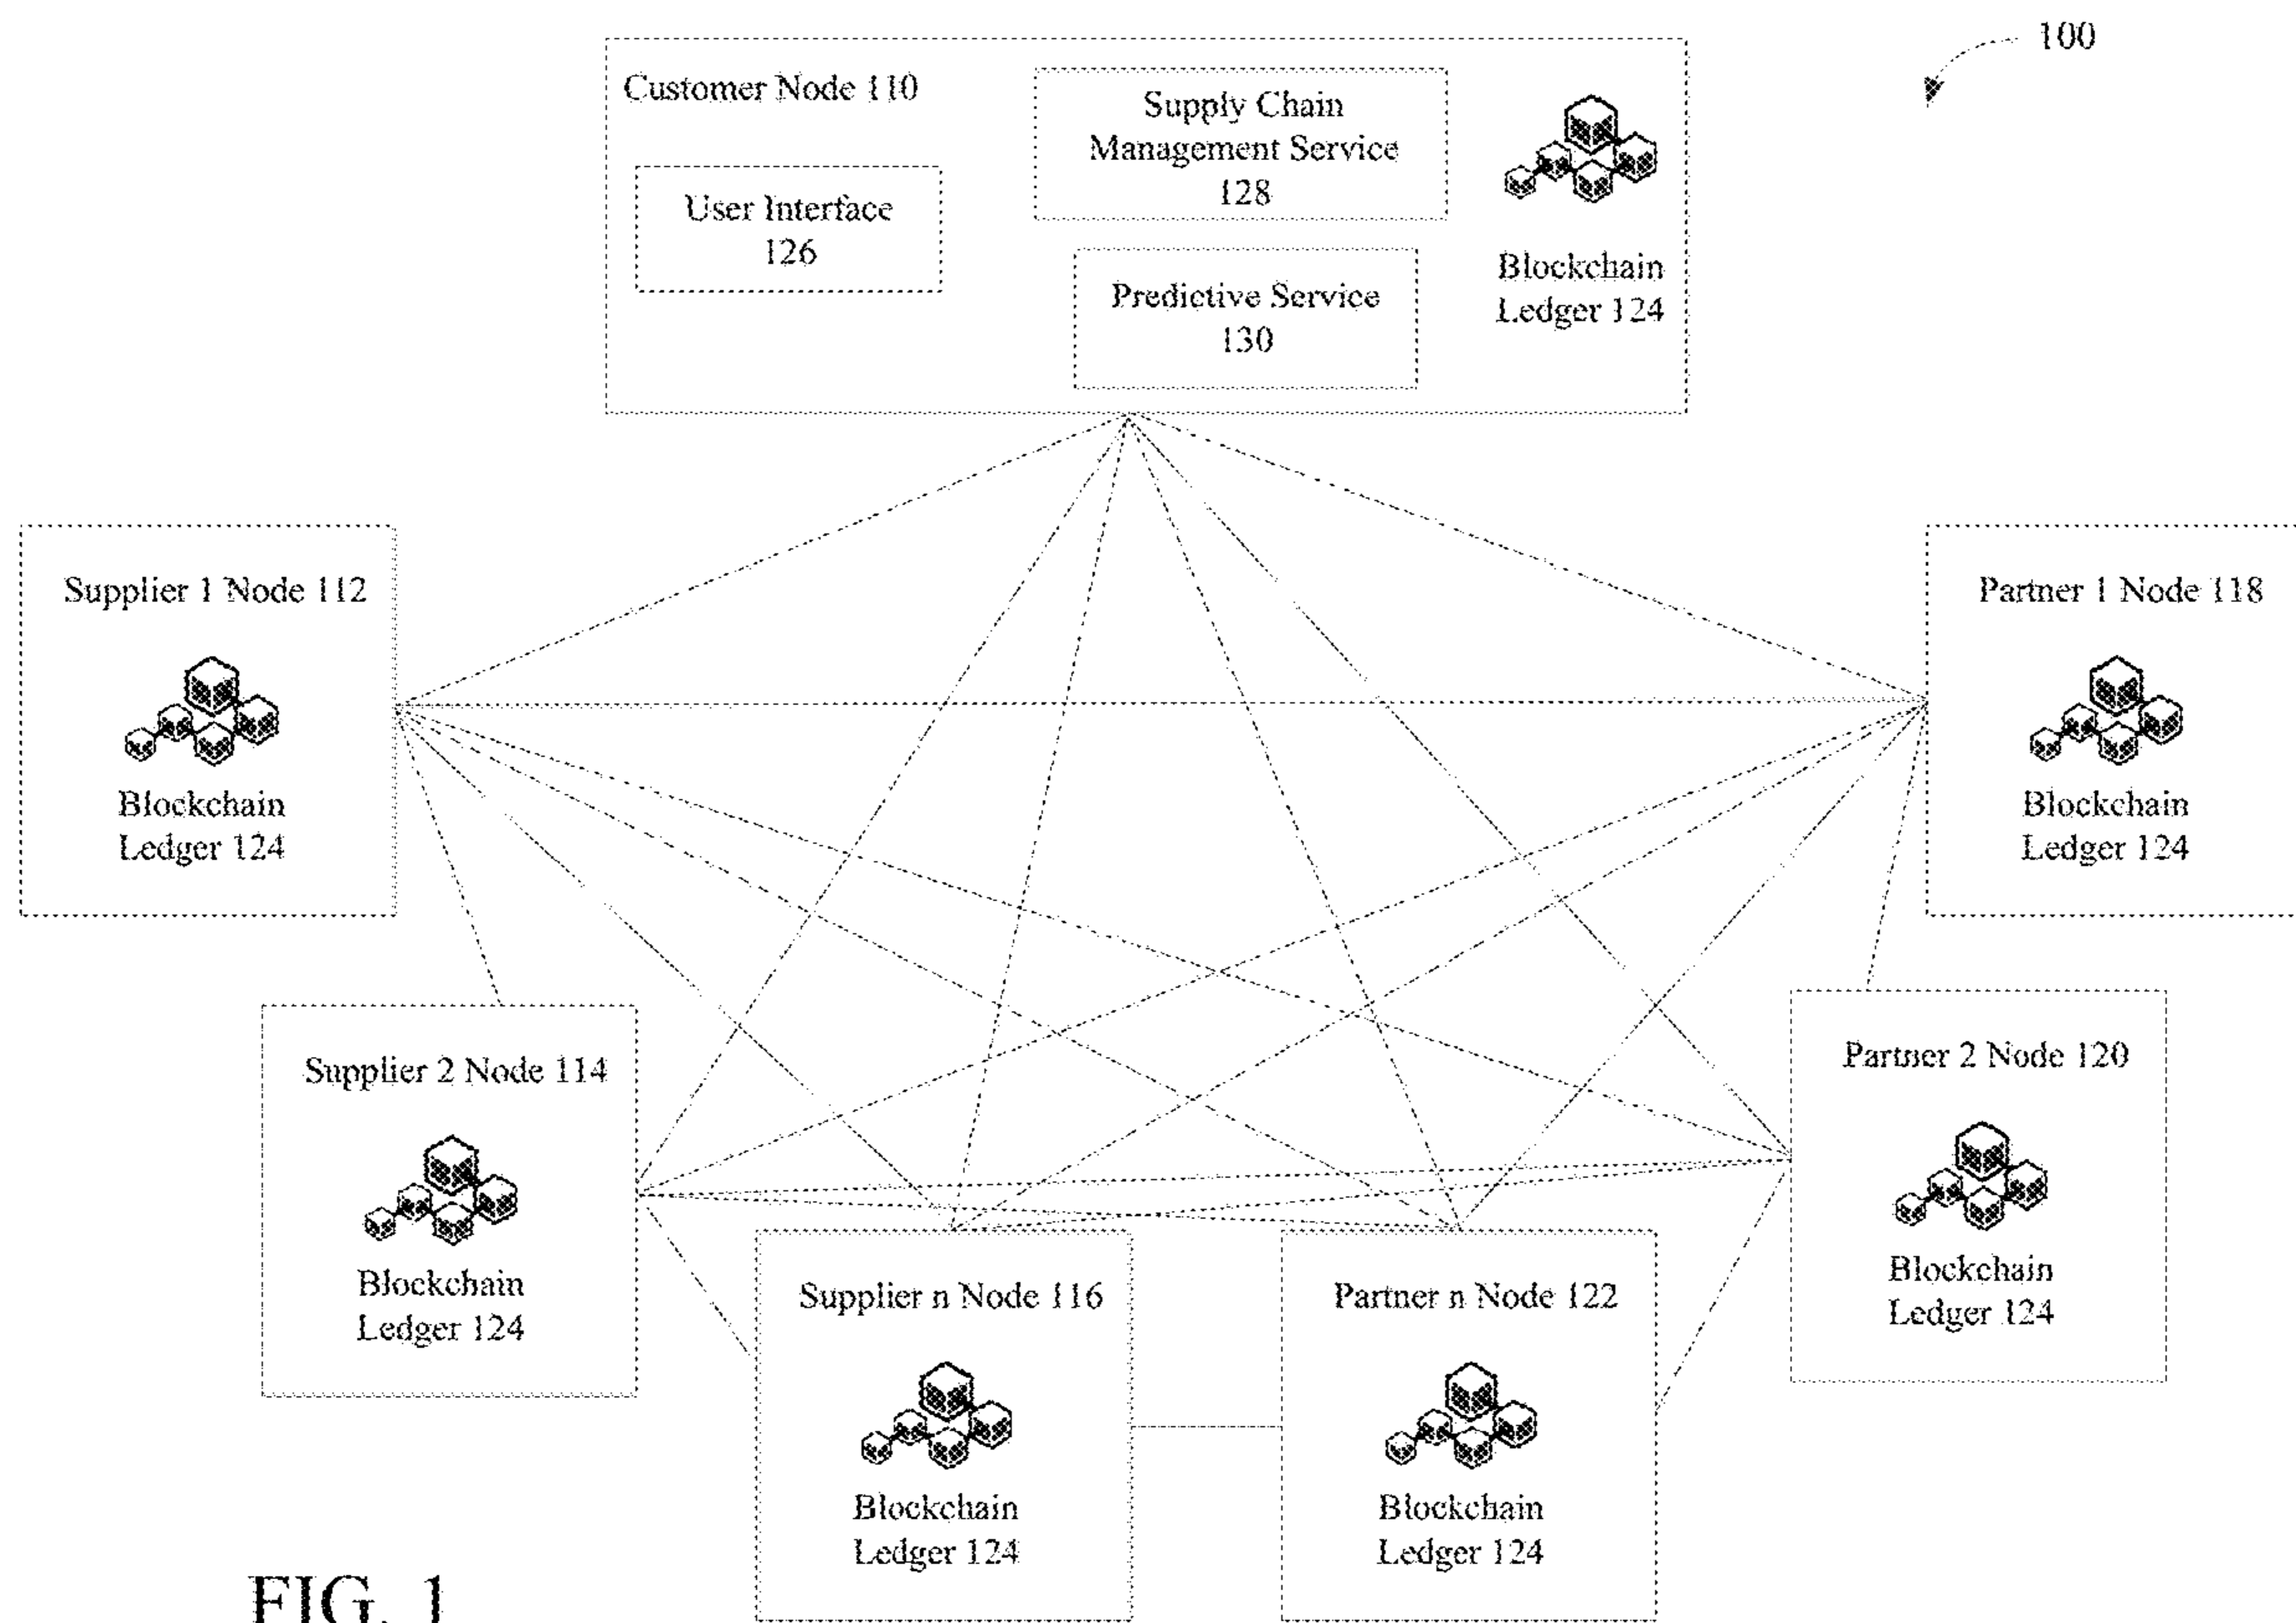 100
Customer Node 110
Supply Chain
Management Service
128
User Interface
126
Predictive Service
130
Blockchain
Ledger 124
Supplier 1 Node 112
Blockchain
Ledger 124
Partner 1 Node 118
Blockchain
Ledger 124
Supplier 2 Node 114
Blockchain
Ledger 124
Partner 2 Node 120
Blockchain
Ledger 124
Supplier n Node 116
Blockchain
Ledger 124
Partner n Node 122
Blockchain
Ledger 124
FIG. 1